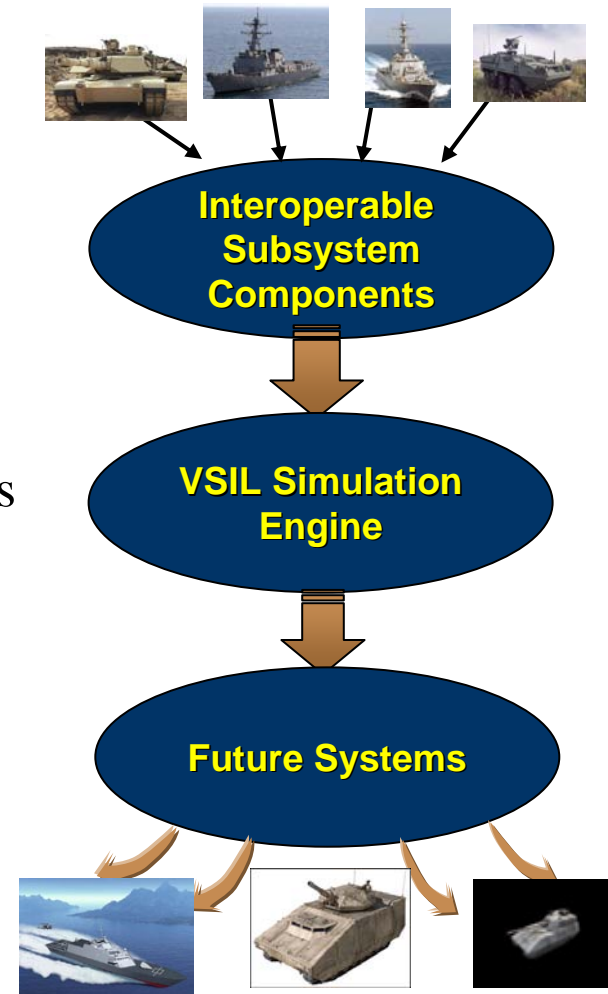 Interoperable
Subsystem
Components
s
VSIL Simulation
Engine
Future Systems